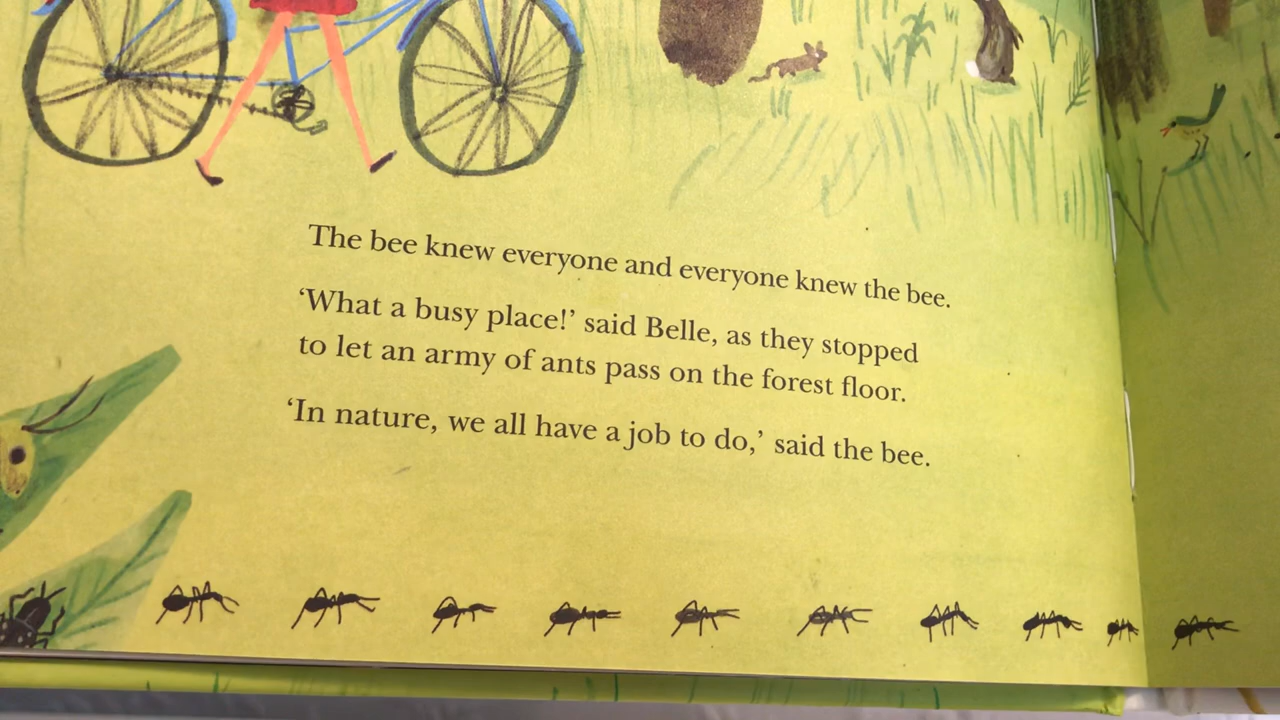 The bee knew everyone and everyone knew the bee.
‘What a busy place!’ said Belle, as they stopped
to let an army of ants pass on the forest floor.
‘In nature, we all have a job to do,’ said the bee.